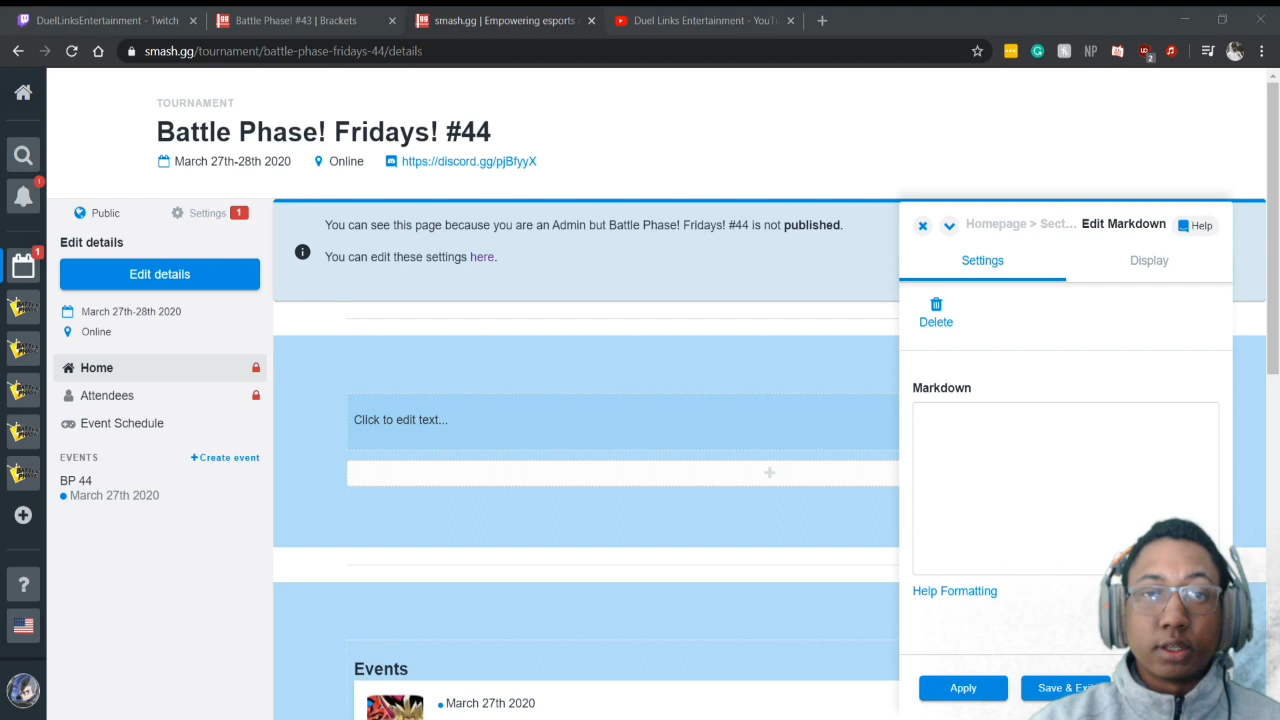 DuelLinksEntertainment - Twitch
Battle Phase! #43 | Brackets
smash.gg | Empowering esports
Duel Links Entertainment - YouTu
smash.gg/tournament/battle-phase-fridays-44/details
NP
2
TOURNAMENT
Battle Phase! Fridays! #44
March 27th-28th 2020
Online
https://discord.gg/pjBfyyX
1
1
Public
Settings 1
Edit details
Edit details
March 27th-28th 2020
Online
Home
Attendees
Event Schedule
EVENTS
+Create event
BP 44
March 27th 2020
You can see this page because you are an Admin but Battle Phase! Fridays! #44 is not published.
You can edit these settings here.
Click to edit text...
Events
March 27th 2020
Homepage > Sect... Edit Markdown
Help
Settings
Display
Delete
Markdown
Help Formatting
Apply
Save & Exit